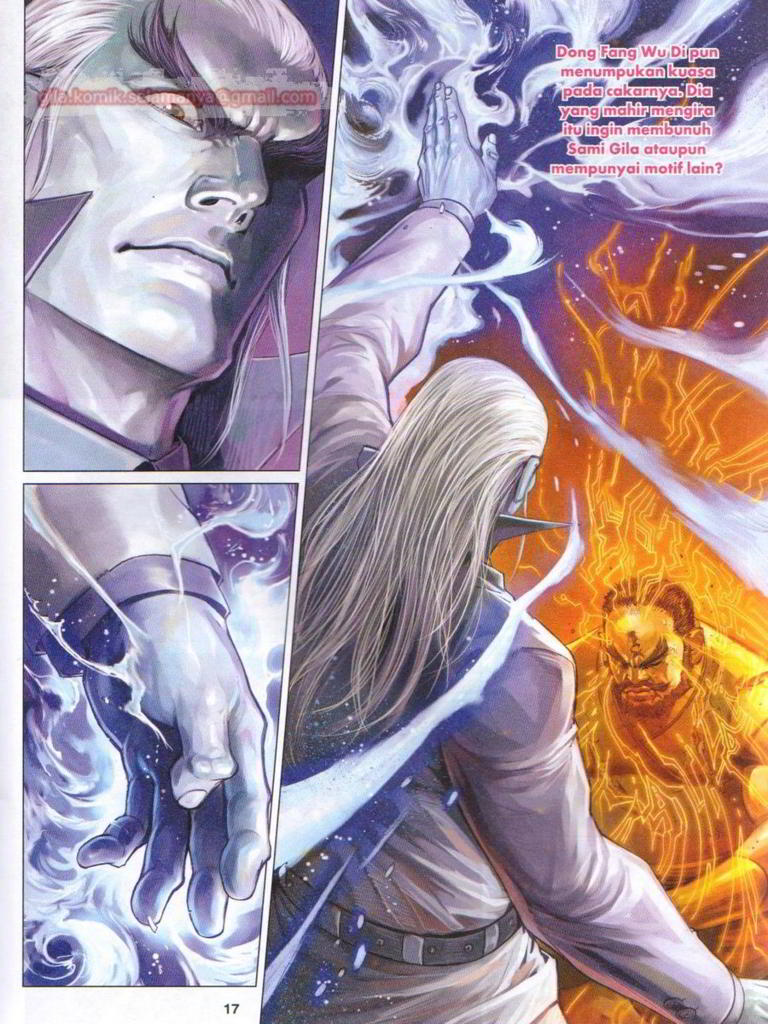 Dong Fang Wu Di pun
menumpukan kuasa
pada cakarnya. Dia
yang mahir mengira
itu ingin membunuh
Sami Gila ataupun
mempunyai motif lain?
gila.komik.selamanya@gmail.com
17